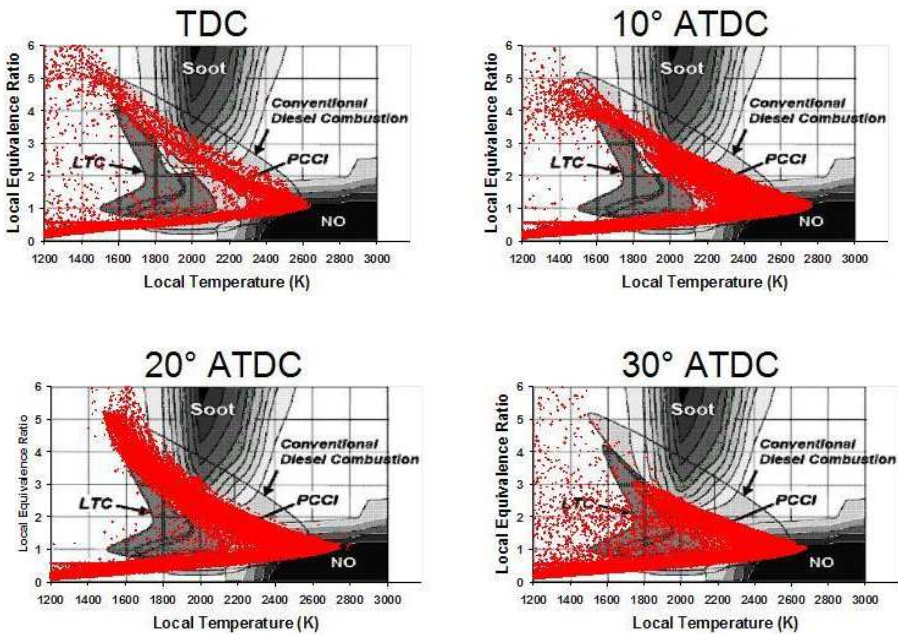 TDC
10° ATDC
6
5
4
3
2
1
0
Local Equivalence Ratio
Soot
Conventional
Diesel Combustion
LTC
PCCI
NO
1200 1400 1600 1800 2000 2200 2400 2600 2800 3000
Local Temperature (K)
6
5
4
3
2
1
0
Local Equivalence Ratio
Soot
Conventional
Diesel Combustion
LTC
PCCI
NO
1200 1400 1600 1800 2000 2200 2400 2600 2800 3000
Local Temperature (K)
20° ATDC
30° ATDC
6
5
4
3
2
1
0
Local Equivalence Ratio
Soot
Conventional
Diesel Combustion
LTC
PCCI
NO
1200 1400 1600 1800 2000 2200 2400 2600 2800 3000
6
5
4
3
2
1
0
Local Equivalence Ratio
Soot
Conventional
Diesel Combustion
LTC
PCCI
NO
1200 1400 1600 1800 2000 2200 2400 2600 2800 3000